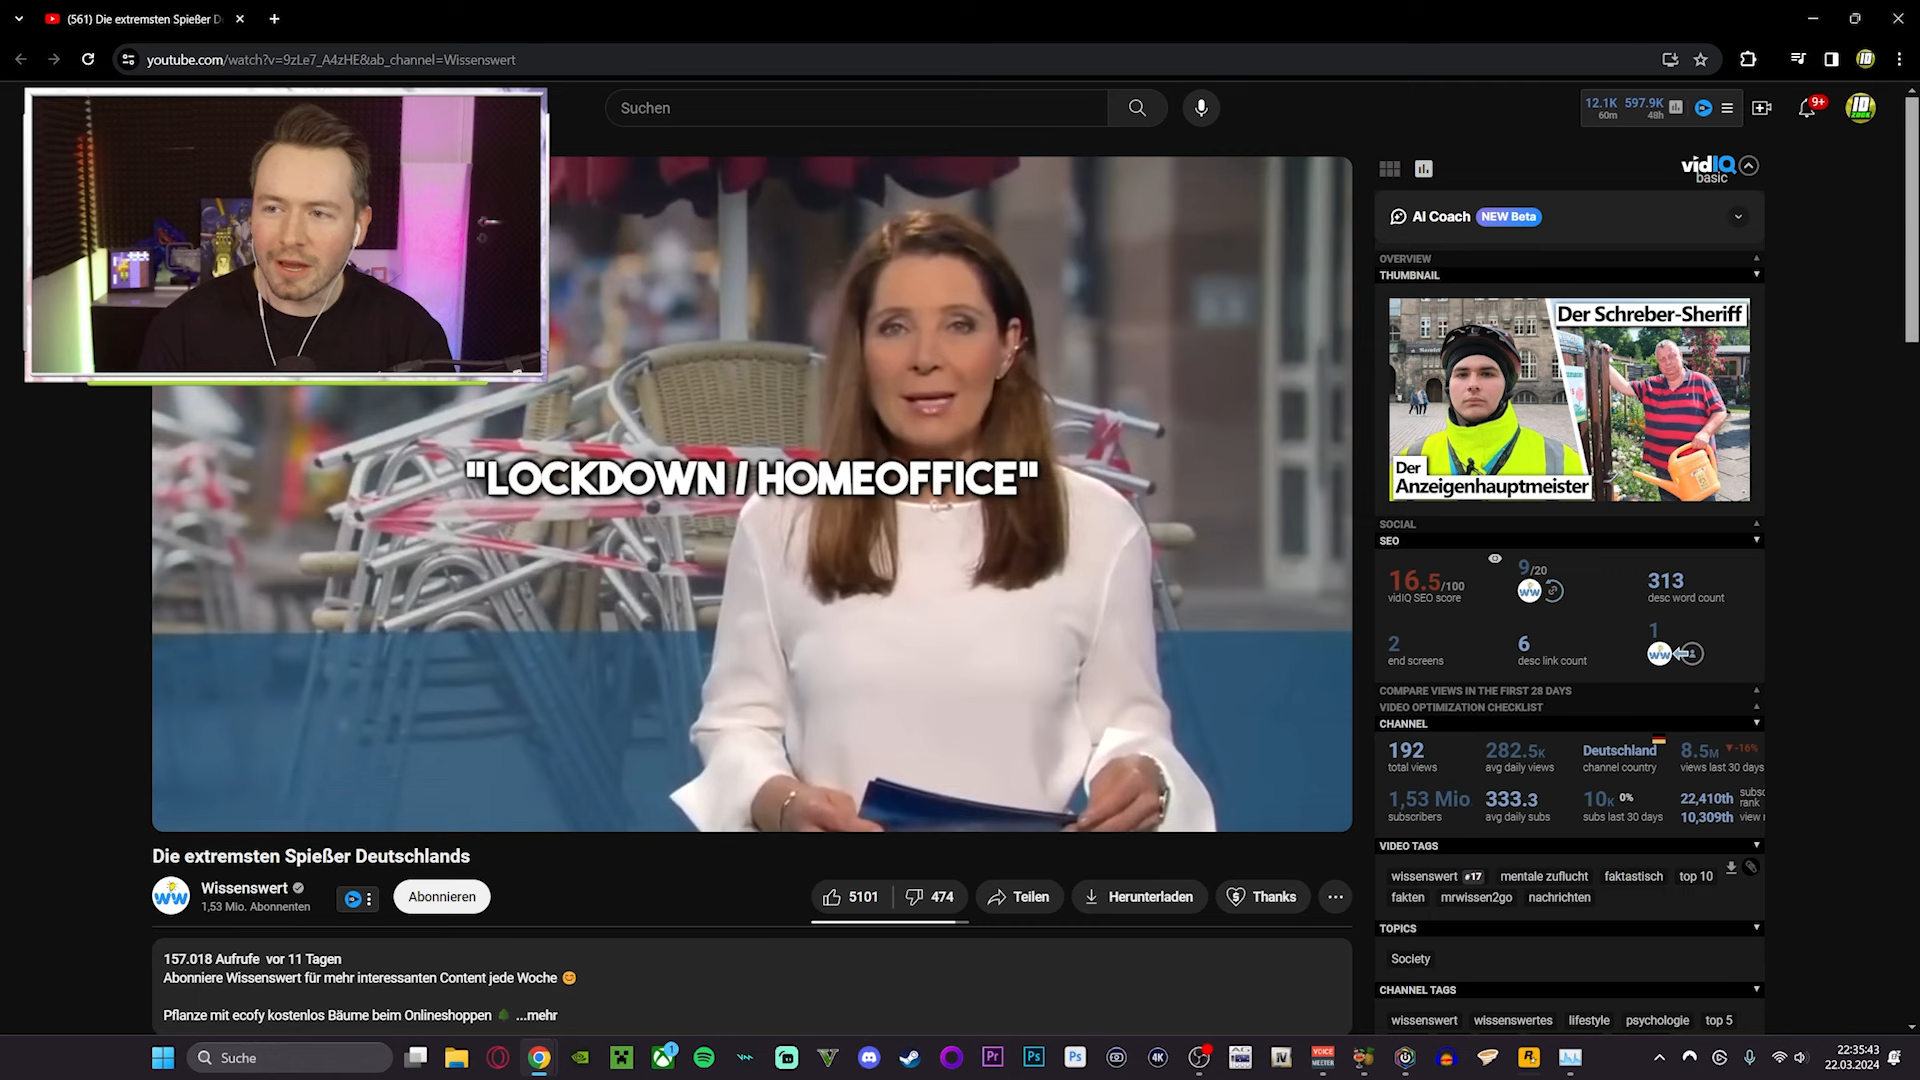 (561) Die extremsten Spießer D
youtube.com/watch?v=9zLe7_A4zHE&ab_channel=Wissenswert
Suchen
12.1K 597.9K
60m 48h
9+
vidIQ
basic
AI Coach NEW Beta
OVERVIEW
THUMBNAIL
Der Schreber-Sheriff
Der
Anzeigenhauptmeister
"LOCKDOWN / HOMEOFFICE"
SOCIAL
SEO
16.5/100 9/20 313
vidIQ SEO score desc word count
2 6 1
end screens desc link count
COMPARE VIEWS IN THE FIRST 28 DAYS
VIDEO OPTIMIZATION CHECKLIST
CHANNEL
192 282.5K Deutschland 8.5M -16%
total views avg daily views channel country views last 30 days
1,53 Mio. 333.3 10K 0% 22,410th subsc rank
subscribers avg daily subs subs last 30 days 10,309th view r
VIDEO TAGS
wissenswert #17 mentale zuflucht faktastisch top 10
fakten mrwissen2go nachrichten
TOPICS
Society
CHANNEL TAGS
wissenswert wissenswertes lifestyle psychologie top 5
Die extremsten Spießer Deutschlands
Wissenswert
1,53 Mio. Abonnenten
Abonnieren
5101 474 Teilen Herunterladen Thanks
157.018 Aufrufe vor 11 Tagen
Abonniere Wissenswert für mehr interessanten Content jede Woche
Pflanze mit ecofy kostenlos Bäume beim Onlineshoppen ...mehr
Suche
22:35:43
22.03.2024